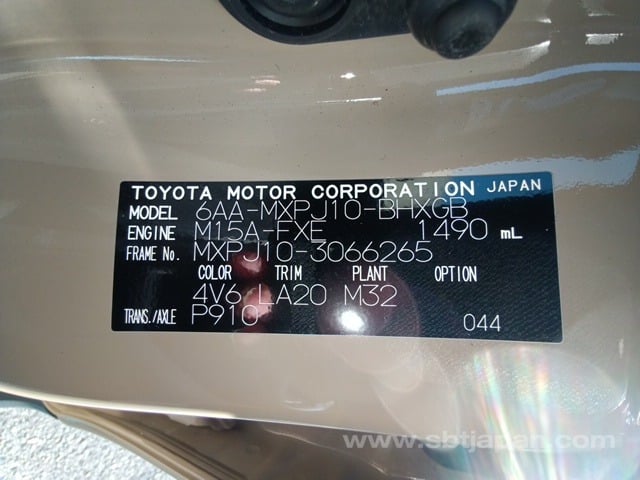 TOYOTA MOTOR CORPORATION JAPAN
MODEL 6AA-MXPJ10-BHXGB
ENGINE M15A-FXE 1490 mL
FRAME No. MXPJ10-3066265
COLOR TRIM PLANT OPTION
4V6 LA20 M32
TRANS./AXLE P910 044
www.sbtjapan.com